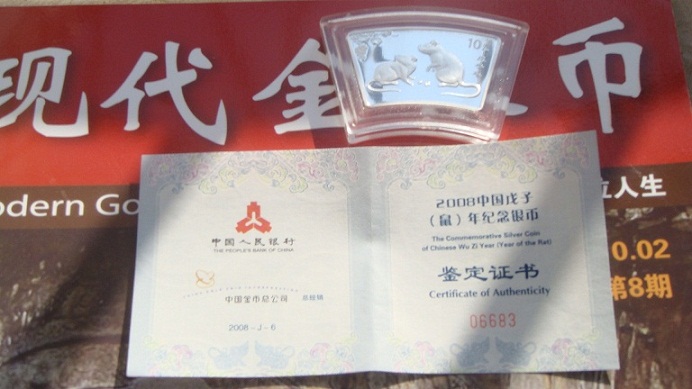 现代金 币
10
odern Go
位人生
0.02
第8期
中国人民银行
THE PEOPLE'S BANK OF CHINA
中国金币总公司
2008-J-6
2008中国戊子
(鼠)年纪念银币
The Commemorative Silver Coin
of Chinese Wu Zi Year (Year of the Rat)
鉴定证书
Certificate of Authenticity
06683